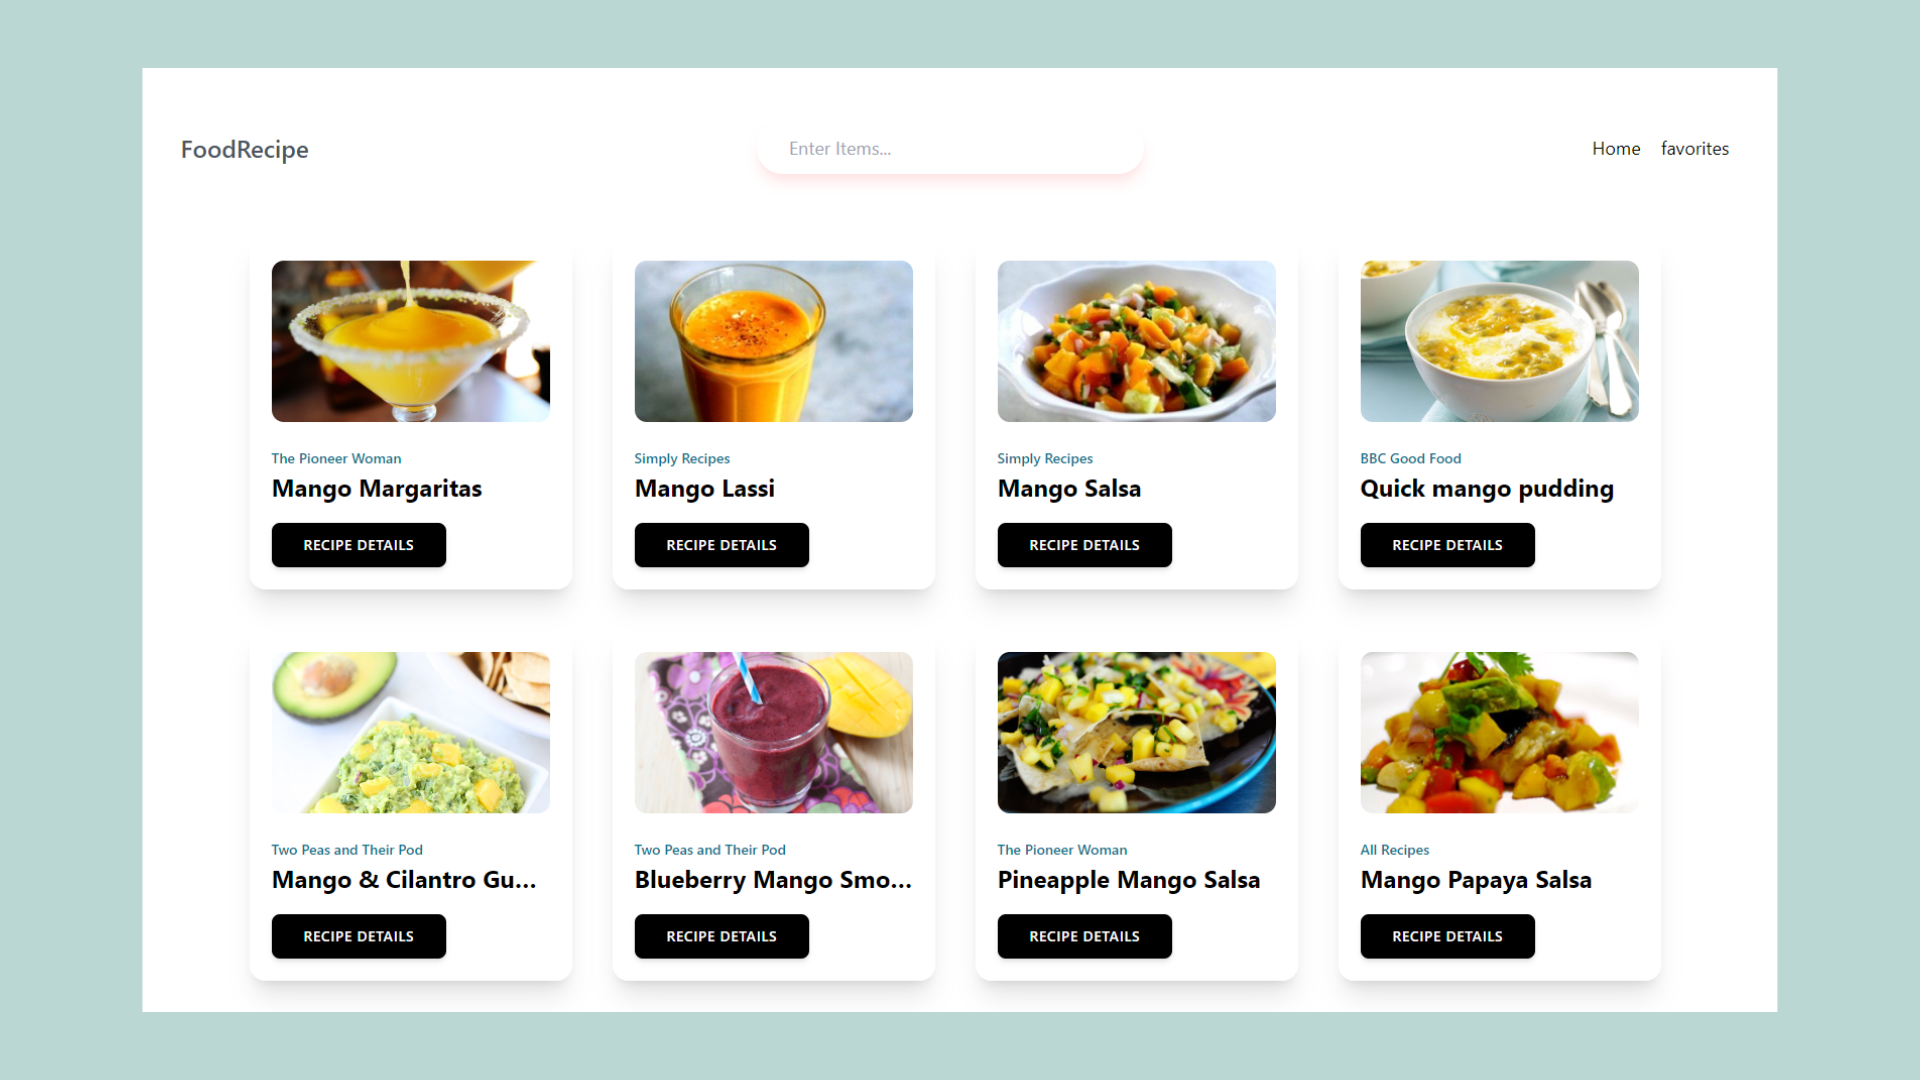 FoodRecipe
Enter Items...
Home
favorites
The Pioneer Woman
Mango Margaritas
RECIPE DETAILS
Simply Recipes
Mango Lassi
RECIPE DETAILS
Simply Recipes
Mango Salsa
RECIPE DETAILS
BBC Good Food
Quick mango pudding
RECIPE DETAILS
Two Peas and Their Pod
Mango & Cilantro Gu...
RECIPE DETAILS
Two Peas and Their Pod
Blueberry Mango Smo...
RECIPE DETAILS
The Pioneer Woman
Pineapple Mango Salsa
RECIPE DETAILS
All Recipes
Mango Papaya Salsa
RECIPE DETAILS